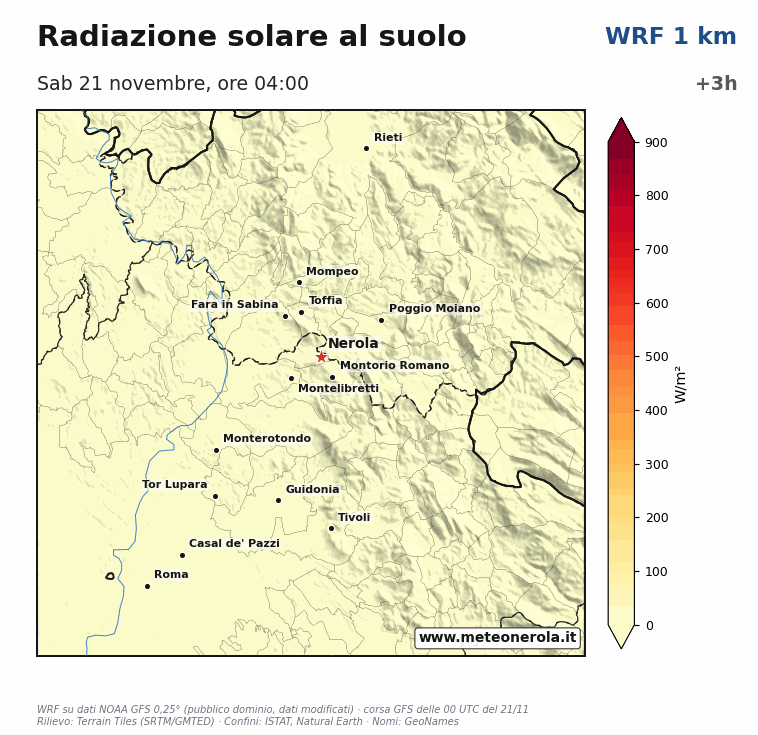 Radiazione solare al suolo
WRF 1 km
Sab 21 novembre, ore 04:00
+3h
Rieti
Mompeo
Toffia
Fara in Sabina
Poggio Moiano
Nerola
Montorio Romano
Montelibretti
Monterotondo
Tor Lupara
Guidonia
Tivoli
Casal de' Pazzi
Roma
www.meteonerola.it
900
800
700
600
500
400
300
200
100
0
W/m²
WRF su dati NOAA GFS 0,25° (pubblico dominio, dati modificati) · corsa GFS delle 00 UTC del 21/11
Rilievo: Terrain Tiles (SRTM/GMTED) · Confini: ISTAT, Natural Earth · Nomi: GeoNames